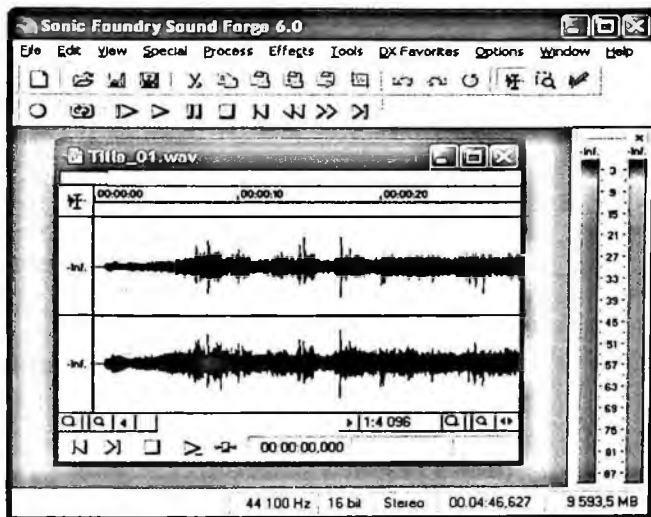 Sonic Foundry Sound Forge 6.0
File Edit View Special Process Effects Tools DX Favorites Options Window Help
Title_01.wav
,00:00:00 ,00:00:10 ,00:00:20
-Inf.
-Inf.
1:4 096
00:00:00,000
-Inf. -Inf.
3
9
15
21
27
33
39
45
51
57
63
69
75
81
87
44 100 Hz 16 bit Stereo 00:04:46,627 9 593,5 MB